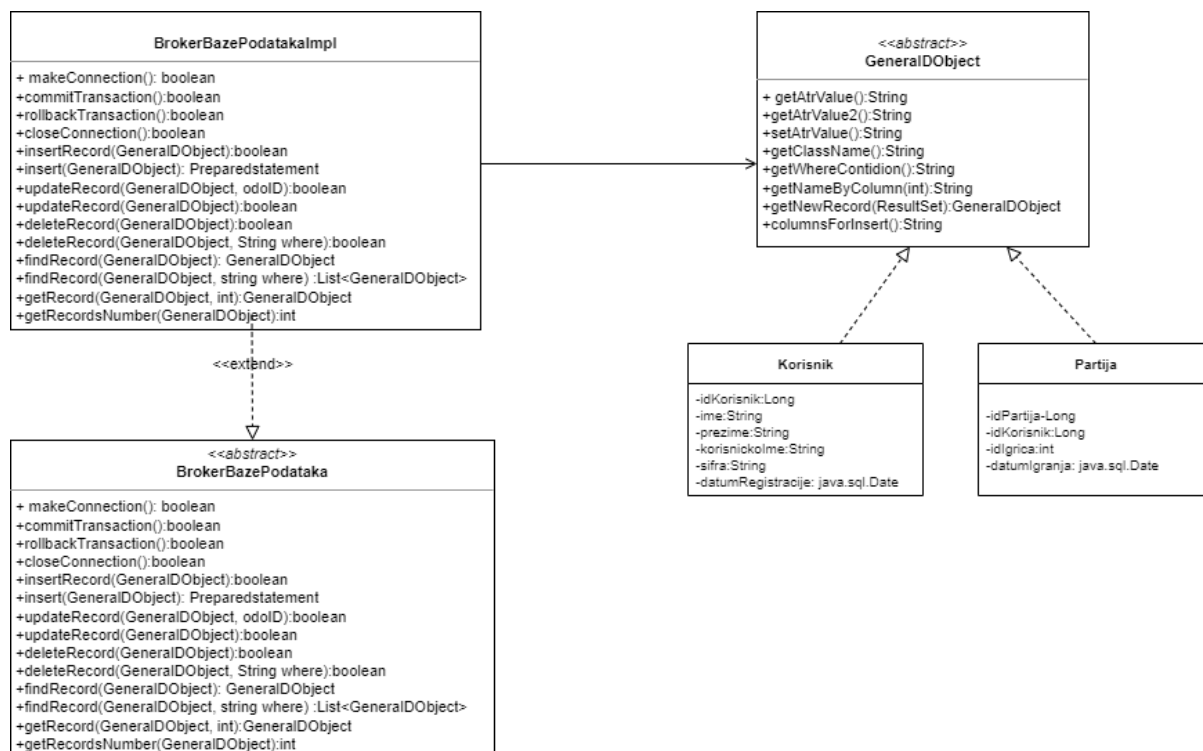 BrokerBazePodatakaImpl
+ makeConnection(): boolean
+commitTransaction():boolean
+rollbackTransaction():boolean
+closeConnection():boolean
+insertRecord(GeneralDObject):boolean
+insert(GeneralDObject): Preparedstatement
+updateRecord(GeneralDObject, odoID):boolean
+updateRecord(GeneralDObject):boolean
+deleteRecord(GeneralDObject):boolean
+deleteRecord(GeneralDObject, String where):boolean
+findRecord(GeneralDObject): GeneralDObject
+findRecord(GeneralDObject, string where) :List<GeneralDObject>
+getRecord(GeneralDObject, int):GeneralDObject
+getRecordsNumber(GeneralDObject):int
<<abstract>>
GeneralDObject
+ getAtrValue():String
+getAtrValue2():String
+setAtrValue():String
+getClassName():String
+getWhereContidion():String
+getNameByColumn(int):String
+getNewRecord(ResultSet):GeneralDObject
+columnsForInsert():String
<<extend>>
Korisnik
-idKorisnik:Long
-ime:String
-prezime:String
-korisnickoIme:String
-sifra:String
-datumRegistracije: java.sql.Date
Partija
-idPartija-Long
-idKorisnik:Long
-idIgrica:int
-datumIgranja: java.sql.Date
<<abstract>>
BrokerBazePodataka
+ makeConnection(): boolean
+commitTransaction():boolean
+rollbackTransaction():boolean
+closeConnection():boolean
+insertRecord(GeneralDObject):boolean
+insert(GeneralDObject): Preparedstatement
+updateRecord(GeneralDObject, odoID):boolean
+updateRecord(GeneralDObject):boolean
+deleteRecord(GeneralDObject):boolean
+deleteRecord(GeneralDObject, String where):boolean
+findRecord(GeneralDObject): GeneralDObject
+findRecord(GeneralDObject, string where) :List<GeneralDObject>
+getRecord(GeneralDObject, int):GeneralDObject
+getRecordsNumber(GeneralDObject):int